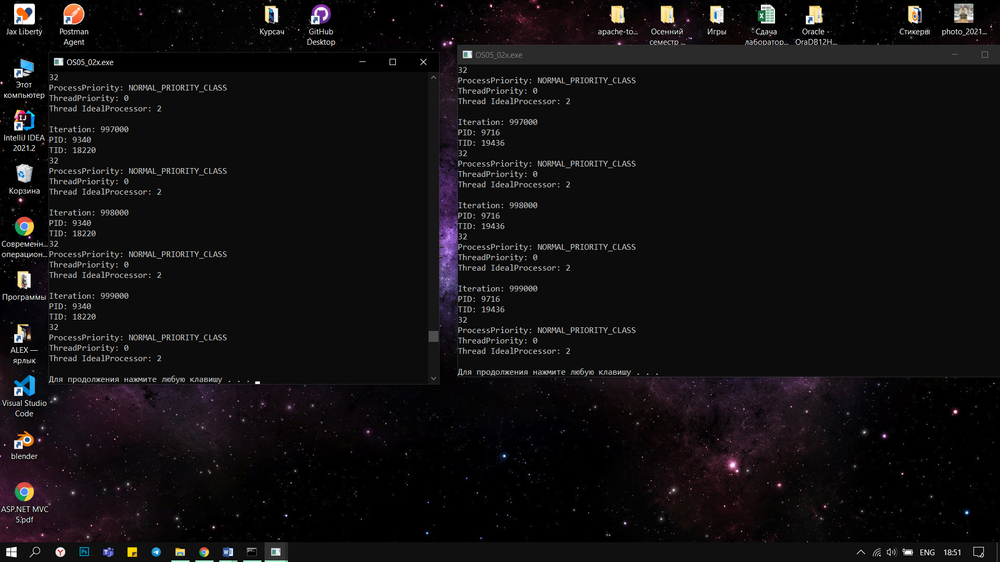 Jax Liberty
Postman
Agent
Курсач
GitHub
Desktop
apache-to...
Осенний
семестр ...
Игры
Сдача
лаборатор...
Oracle -
OraDB12H...
Стикеры
photo_2021...
Этот
компьютер
IntelliJ IDEA
2021.2
Корзина
Современн...
операцион...
Программы
ALEX —
ярлык
Visual Studio
Code
blender
ASP.NET MVC
5.pdf
OS05_02x.exe
32
ProcessPriority: NORMAL_PRIORITY_CLASS
ThreadPriority: 0
Thread IdealProcessor: 2
Iteration: 997000
PID: 9340
TID: 18220
32
ProcessPriority: NORMAL_PRIORITY_CLASS
ThreadPriority: 0
Thread IdealProcessor: 2
Iteration: 998000
PID: 9340
TID: 18220
32
ProcessPriority: NORMAL_PRIORITY_CLASS
ThreadPriority: 0
Thread IdealProcessor: 2
Iteration: 999000
PID: 9340
TID: 18220
32
ProcessPriority: NORMAL_PRIORITY_CLASS
ThreadPriority: 0
Thread IdealProcessor: 2
Для продолжения нажмите любую клавишу . . .
OS05_02x.exe
32
ProcessPriority: NORMAL_PRIORITY_CLASS
ThreadPriority: 0
Thread IdealProcessor: 2
Iteration: 997000
PID: 9716
TID: 19436
32
ProcessPriority: NORMAL_PRIORITY_CLASS
ThreadPriority: 0
Thread IdealProcessor: 2
Iteration: 998000
PID: 9716
TID: 19436
32
ProcessPriority: NORMAL_PRIORITY_CLASS
ThreadPriority: 0
Thread IdealProcessor: 2
Iteration: 999000
PID: 9716
TID: 19436
32
ProcessPriority: NORMAL_PRIORITY_CLASS
ThreadPriority: 0
Thread IdealProcessor: 2
Для продолжения нажмите любую клавишу . . .
ENG
18:51